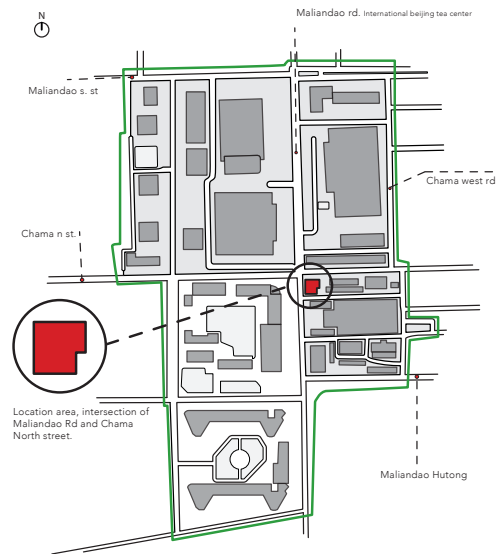 N
Maliandao rd. International beijing tea center
Maliandao s. st
Chama west rd
Chama n st.
Location area, intersection of
Maliandao Rd and Chama
North street.
Maliandao Hutong